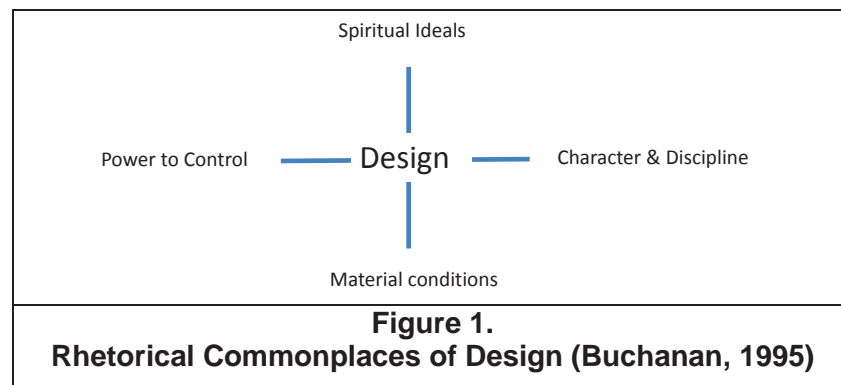 Spiritual Ideals
Power to Control
Design
Character & Discipline
Material conditions
Figure 1.
Rhetorical Commonplaces of Design (Buchanan, 1995)